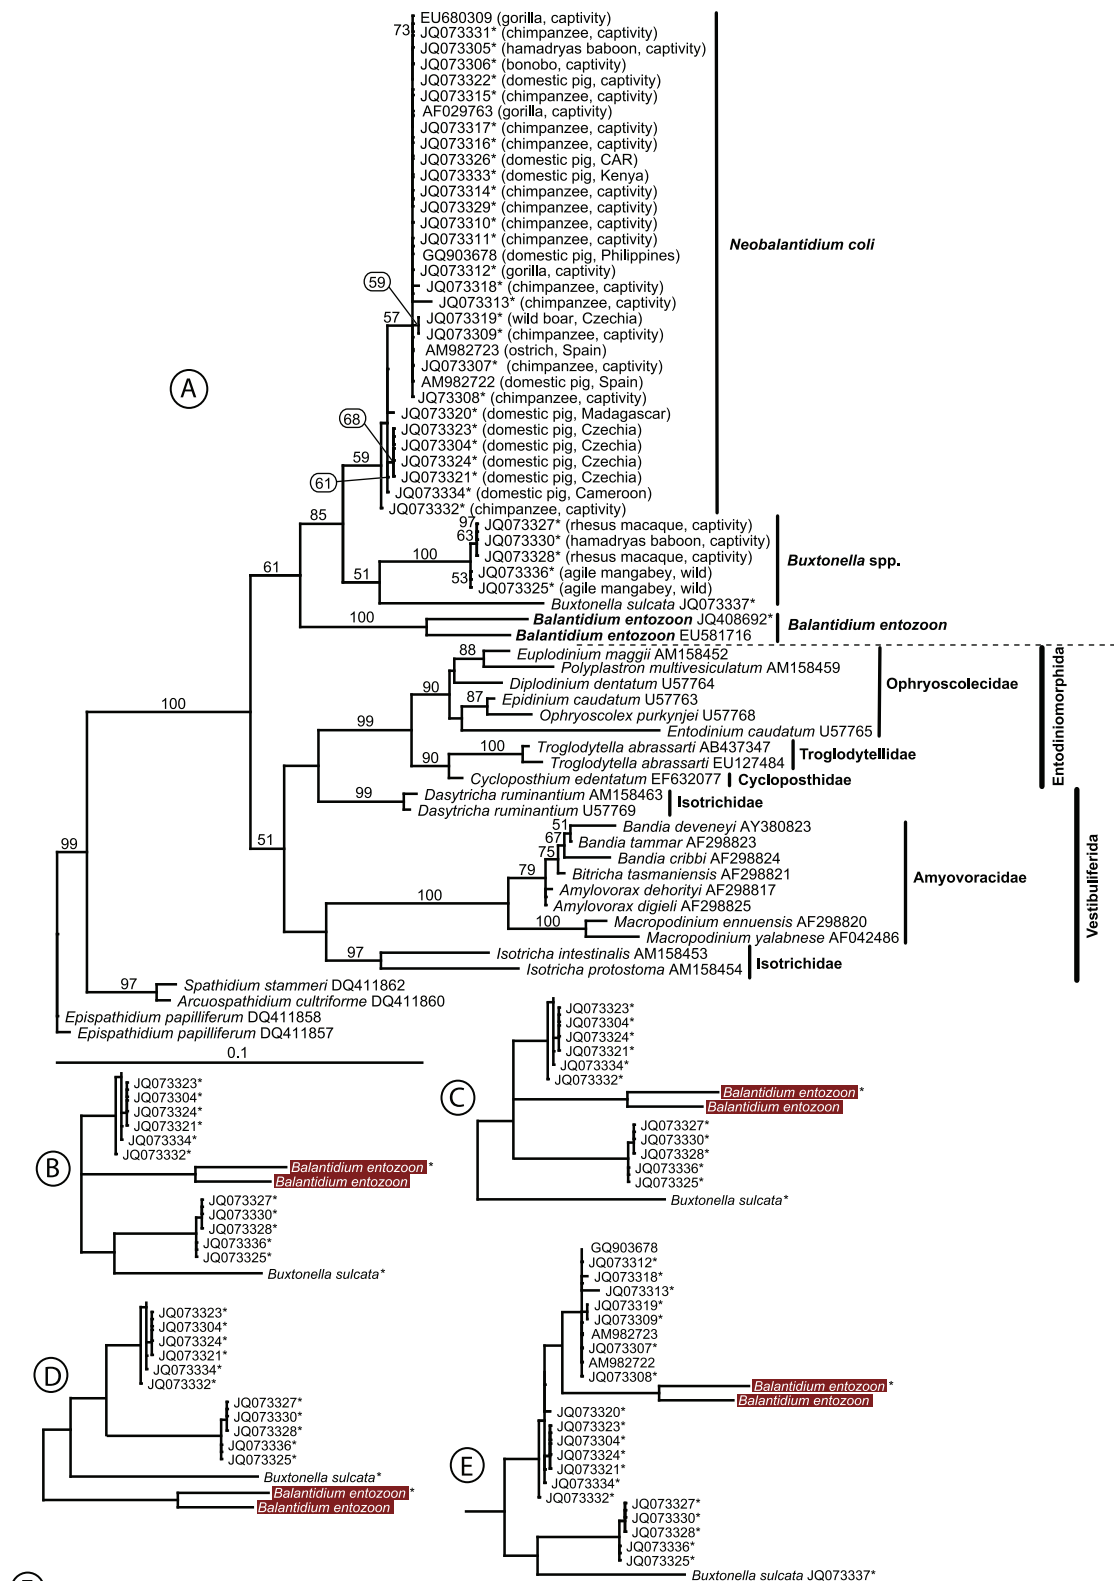 EU680309 (gorilla, captivity)
73
JQ073331* (chimpanzee, captivity)
JQ073305* (hamadryas baboon, captivity)
JQ073306* (bonobo, captivity)
JQ073322* (domestic pig, captivity)
JQ073315* (chimpanzee, captivity)
AF029763 (gorilla, captivity)
JQ073317* (chimpanzee, captivity)
JQ073316* (chimpanzee, captivity)
JQ073326* (domestic pig, CAR)
JQ073333* (domestic pig, Kenya)
JQ073314* (chimpanzee, captivity)
JQ073329* (chimpanzee, captivity)
JQ073310* (chimpanzee, captivity)
JQ073311* (chimpanzee, captivity)
Neobalantidium coli
GQ903678 (domestic pig, Philippines)
JQ073312* (gorilla, captivity)
59
JQ073318* (chimpanzee, captivity)
JQ073313* (chimpanzee, captivity)
57
JQ073319* (wild boar, Czechia)
JQ073309* (chimpanzee, captivity)
AM982723 (ostrich, Spain)
JQ073307* (chimpanzee, captivity)
A
AM982722 (domestic pig, Spain)
JQ73308* (chimpanzee, captivity)
JQ073320* (domestic pig, Madagascar)
68
JQ073323* (domestic pig, Czechia)
JQ073304* (domestic pig, Czechia)
59
JQ073324* (domestic pig, Czechia)
61
JQ073321* (domestic pig, Czechia)
JQ073334* (domestic pig, Cameroon)
JQ073332* (chimpanzee, captivity)
85
97
JQ073327* (rhesus macaque, captivity)
63
JQ073330* (hamadryas baboon, captivity)
100
JQ073328* (rhesus macaque, captivity)
Buxtonella spp.
61
51
53
JQ073336* (agile mangabey, wild)
JQ073325* (agile mangabey, wild)
Buxtonella sulcata JQ073337*
100
Balantidium entozoon JQ408692*
Balantidium entozoon
Balantidium entozoon EU581716
88
Euplodinium maggii AM158452
Polyplastron multivesiculatum AM158459
90
Diplodinium dentatum U57764
Ophryoscolecidae
87
Epidinium caudatum U57763
100
Ophryoscolex purkynjei U57768
99
Entodinium caudatum U57765
Entodiniomorphida
100
Troglodytella abrassarti AB437347
Troglodytellidae
90
Troglodytella abrassarti EU127484
Cycloposthium edentatum EF632077
Cycloposthidae
99
Dasytricha ruminantium AM158463
Isotrichidae
Dasytricha ruminantium U57769
51
Bandia deveneyi AY380823
99
51
67
Bandia tammar AF298823
75
Bandia cribbi AF298824
79
Bitricha tasmaniensis AF298821
Amyovoracidae
100
Amylovorax dehorityi AF298817
Amylovorax digieli AF298825
Vestibuliferida
100
Macropodinium ennuensis AF298820
Macropodinium yalabnese AF042486
97
Isotricha intestinalis AM158453
Isotrichidae
Isotricha protostoma AM158454
97
Spathidium stammeri DQ411862
Arcuospathidium cultriforme DQ411860
Epispathidium papilliferum DQ411858
Epispathidium papilliferum DQ411857
0.1
B
JQ073323*
JQ073304*
JQ073324*
JQ073321*
JQ073334*
JQ073332*
Balantidium entozoon *
Balantidium entozoon
JQ073327*
JQ073330*
JQ073328*
JQ073336*
JQ073325*
Buxtonella sulcata*
C
JQ073323*
JQ073304*
JQ073324*
JQ073321*
JQ073334*
JQ073332*
Balantidium entozoon *
Balantidium entozoon
JQ073327*
JQ073330*
JQ073328*
JQ073336*
JQ073325*
Buxtonella sulcata*
D
JQ073323*
JQ073304*
JQ073324*
JQ073321*
JQ073334*
JQ073332*
JQ073327*
JQ073330*
JQ073328*
JQ073336*
JQ073325*
Buxtonella sulcata*
Balantidium entozoon *
Balantidium entozoon
E
GQ903678
JQ073312*
JQ073318*
JQ073313*
JQ073319*
JQ073309*
AM982723
JQ073307*
AM982722
JQ073308*
Balantidium entozoon *
Balantidium entozoon
JQ073320*
JQ073323*
JQ073304*
JQ073324*
JQ073321*
JQ073334*
JQ073332*
JQ073327*
JQ073330*
JQ073328*
JQ073336*
JQ073325*
Buxtonella sulcata JQ073337*